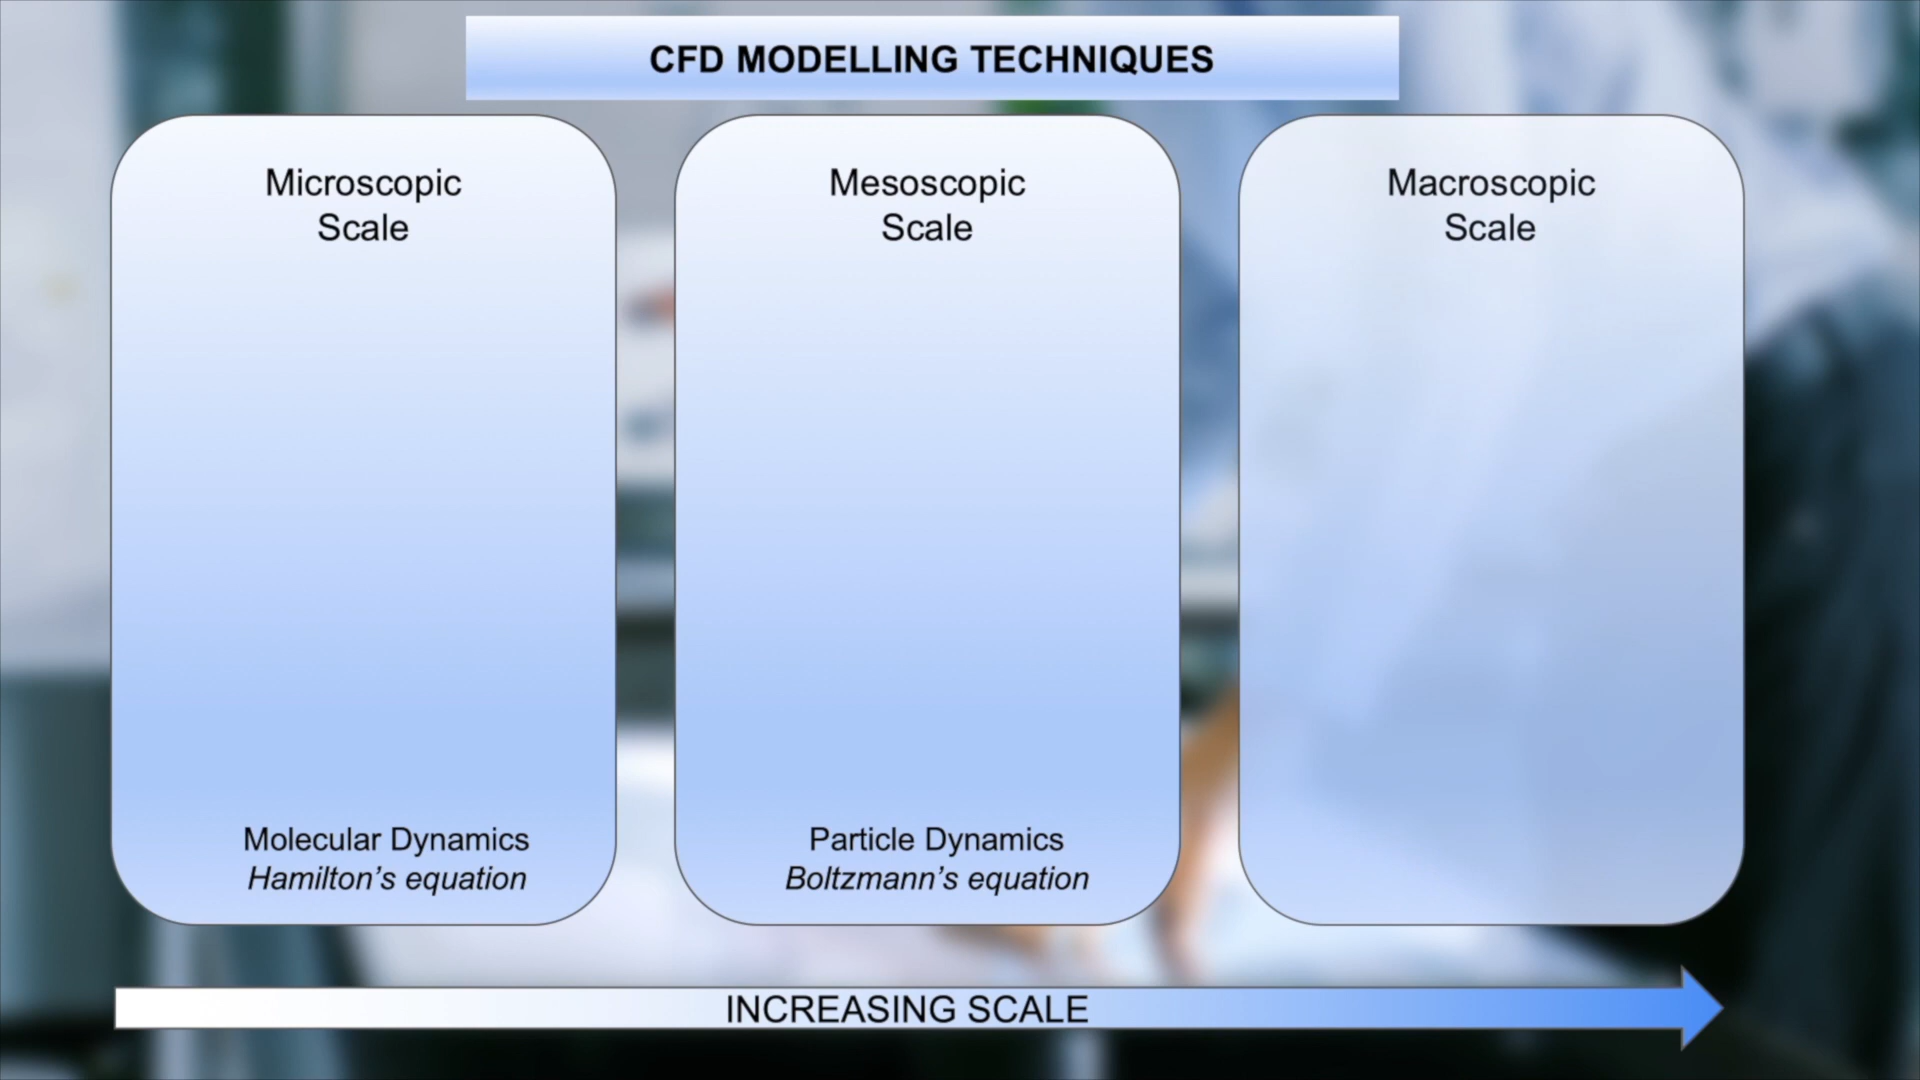 CFD MODELLING TECHNIQUES
Microscopic
Scale
Molecular Dynamics
Hamilton’s equation
Mesoscopic
Scale
Particle Dynamics
Boltzmann’s equation
Macroscopic
Scale
INCREASING SCALE